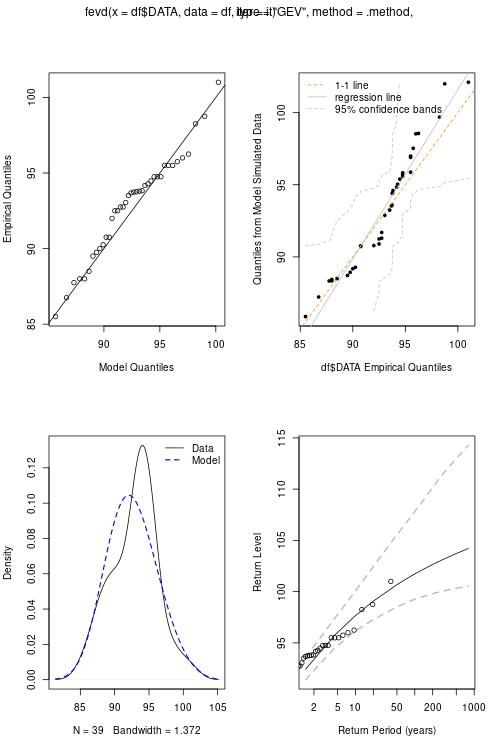 fevd(x = df$DATA, data = df, type = "GEV", method = .method,
Empirical Quantiles
85 90 95 100
90 95 100
Model Quantiles
1-1 line
regression line
95% confidence bands
Quantiles from Model Simulated Data
90 95 100
85 90 95 100
df$DATA Empirical Quantiles
Data
Model
Density
0.00 0.02 0.04 0.06 0.08 0.10 0.12
85 90 95 100 105
N = 39 Bandwidth = 1.372
Return Level
95 100 105 110 115
2 5 10 50 200 1000
Return Period (years)